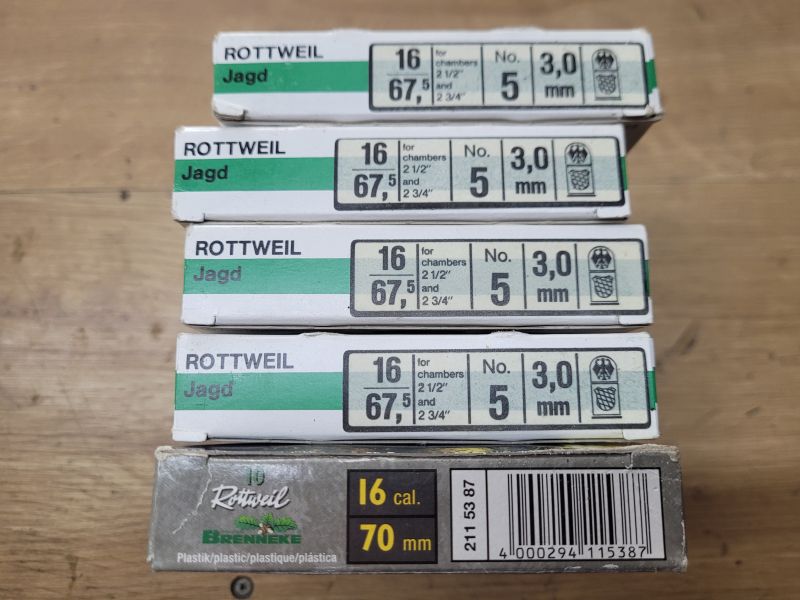 ROTTWEIL
Jagd
16
67,5
for
chambers
2 1/2"
and
2 3/4"
No.
5
3,0
mm
ROTTWEIL
Jagd
16
67,5
for
chambers
2 1/2"
and
2 3/4"
No.
5
3,0
mm
ROTTWEIL
Jagd
16
67,5
for
chambers
2 1/2"
and
2 3/4"
No.
5
3,0
mm
ROTTWEIL
Jagd
16
67,5
for
chambers
2 1/2"
and
2 3/4"
No.
5
3,0
mm
10
Rottweil
BRENNEKE
Plastik/plastic/plastique/plástica
16 cal.
70 mm
211 53 87
4 000294 115387